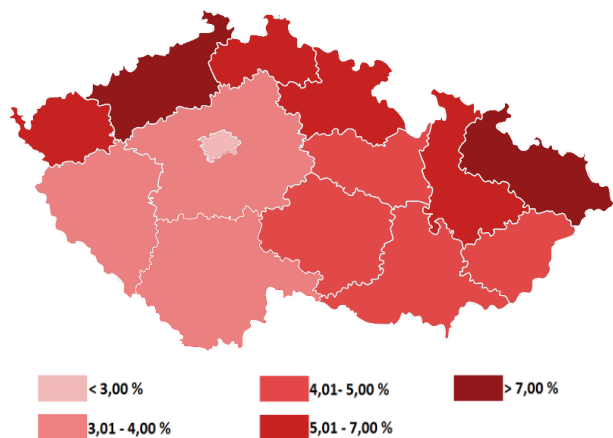 < 3,00 %
4,01- 5,00 %
> 7,00 %
3,01 - 4,00 %
5,01 - 7,00 %